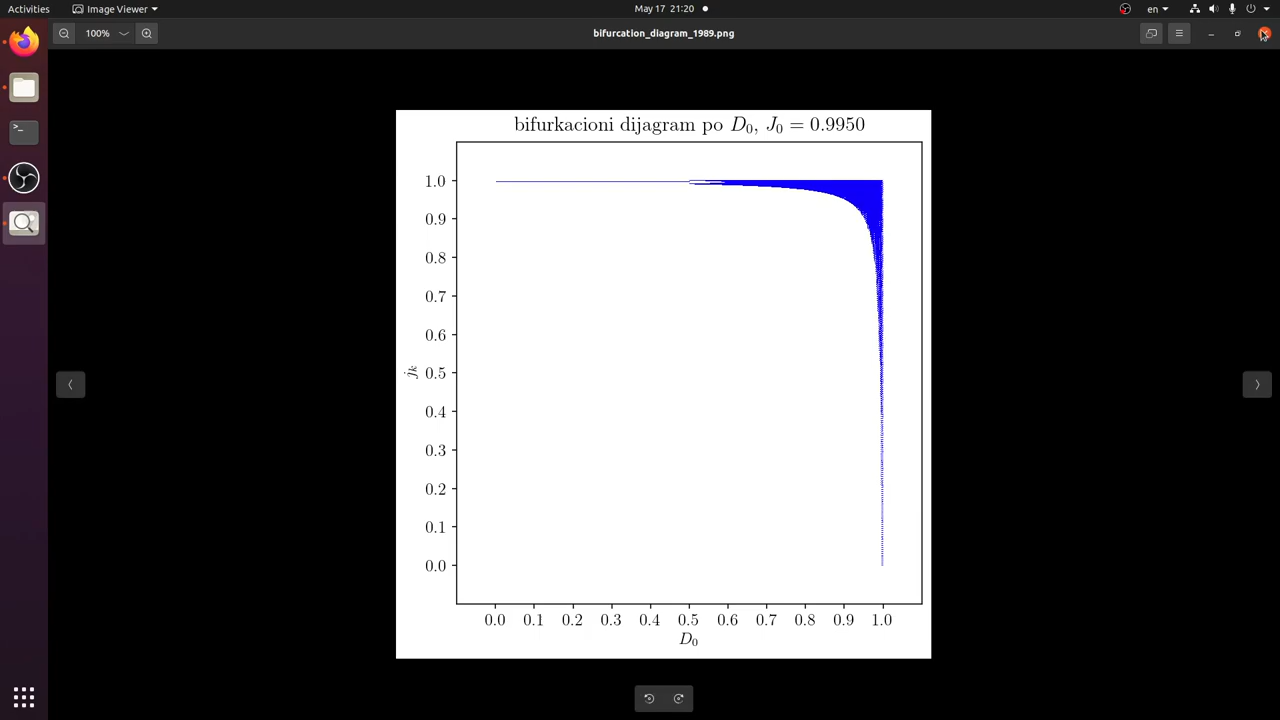 Activities
Image Viewer
May 17 21:20
en
100%
bifurcation_diagram_1989.png
bifurkacioni dijagram po D₀, J₀ = 0.9950
1.0
0.9
0.8
0.7
0.6
0.5
0.4
0.3
0.2
0.1
0.0
jₖ
0.0 0.1 0.2 0.3 0.4 0.5 0.6 0.7 0.8 0.9 1.0
D₀